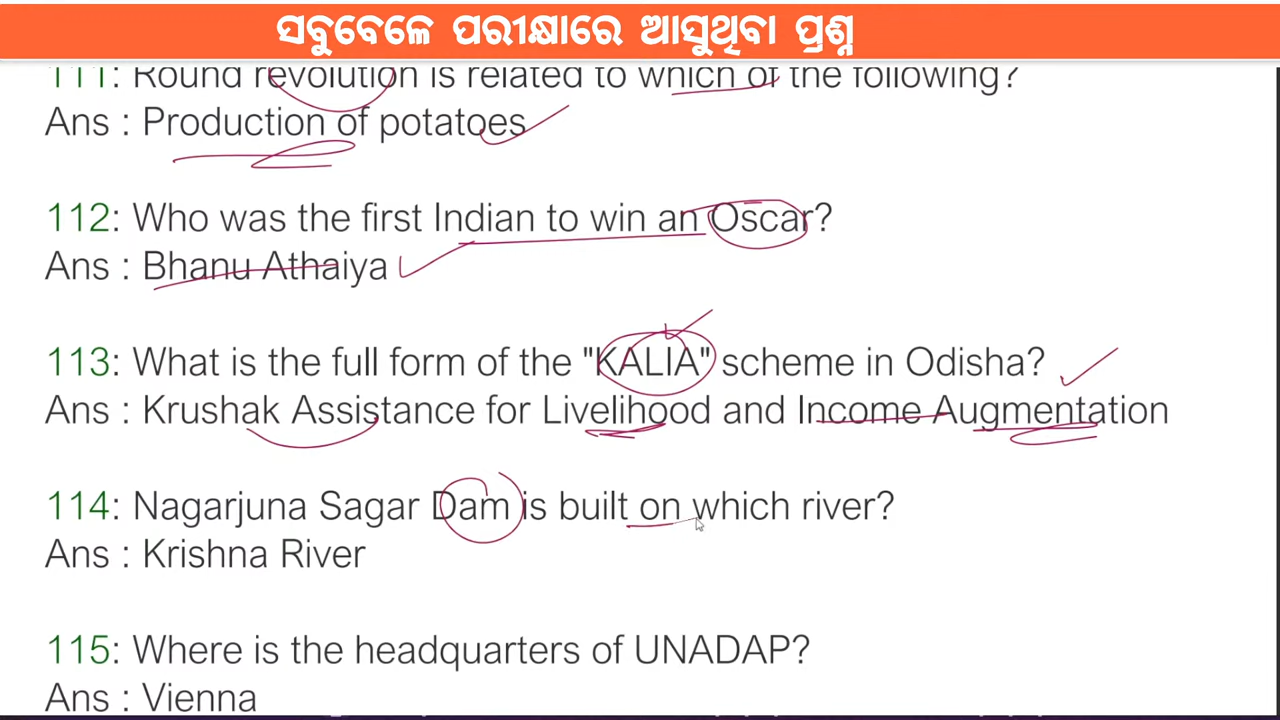 ସବୁବେଳେ ପରୀକ୍ଷାରେ ଆସୁଥିବା ପ୍ରଶ୍ନ
111: Round revolution is related to which of the following?
Ans : Production of potatoes
112: Who was the first Indian to win an Oscar?
Ans : Bhanu Athaiya
113: What is the full form of the "KALIA" scheme in Odisha?
Ans : Krushak Assistance for Livelihood and Income Augmentation
114: Nagarjuna Sagar Dam is built on which river?
Ans : Krishna River
115: Where is the headquarters of UNADAP?
Ans : Vienna